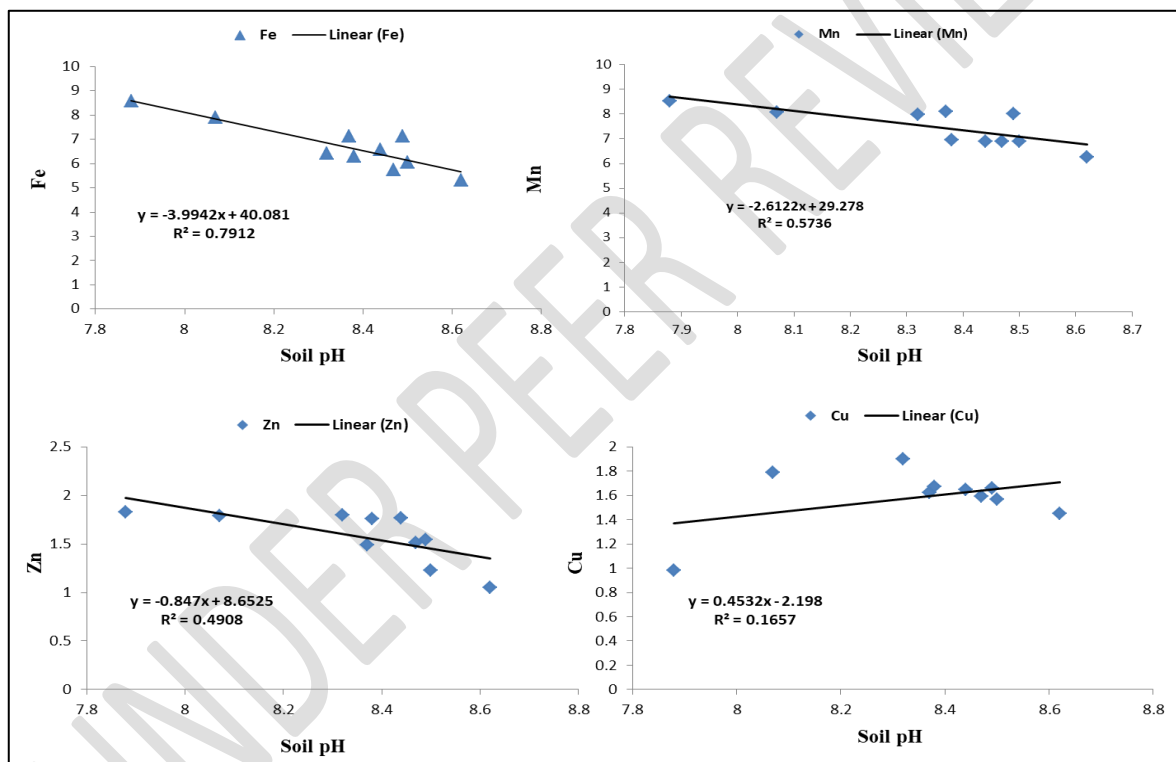 Fe Linear (Fe)
10
9
8
7
6
5
4
3
2
1
0
Fe
y = -3.9942x + 40.081
R² = 0.7912
7.8 8 8.2 8.4 8.6 8.8
Soil pH
Mn Linear (Mn)
10
9
8
7
6
5
4
3
2
1
0
Mn
y = -2.6122x + 29.278
R² = 0.5736
7.8 7.9 8 8.1 8.2 8.3 8.4 8.5 8.6 8.7
Soil pH
Zn Linear (Zn)
2.5
2
1.5
1
0.5
0
Zn
y = -0.847x + 8.6525
R² = 0.4908
7.8 8 8.2 8.4 8.6 8.8
Soil pH
Cu Linear (Cu)
2
1.8
1.6
1.4
1.2
1
0.8
0.6
0.4
0.2
0
Cu
y = 0.4532x - 2.198
R² = 0.1657
7.8 8 8.2 8.4 8.6 8.8
Soil pH
UNDER PEER REVIEW